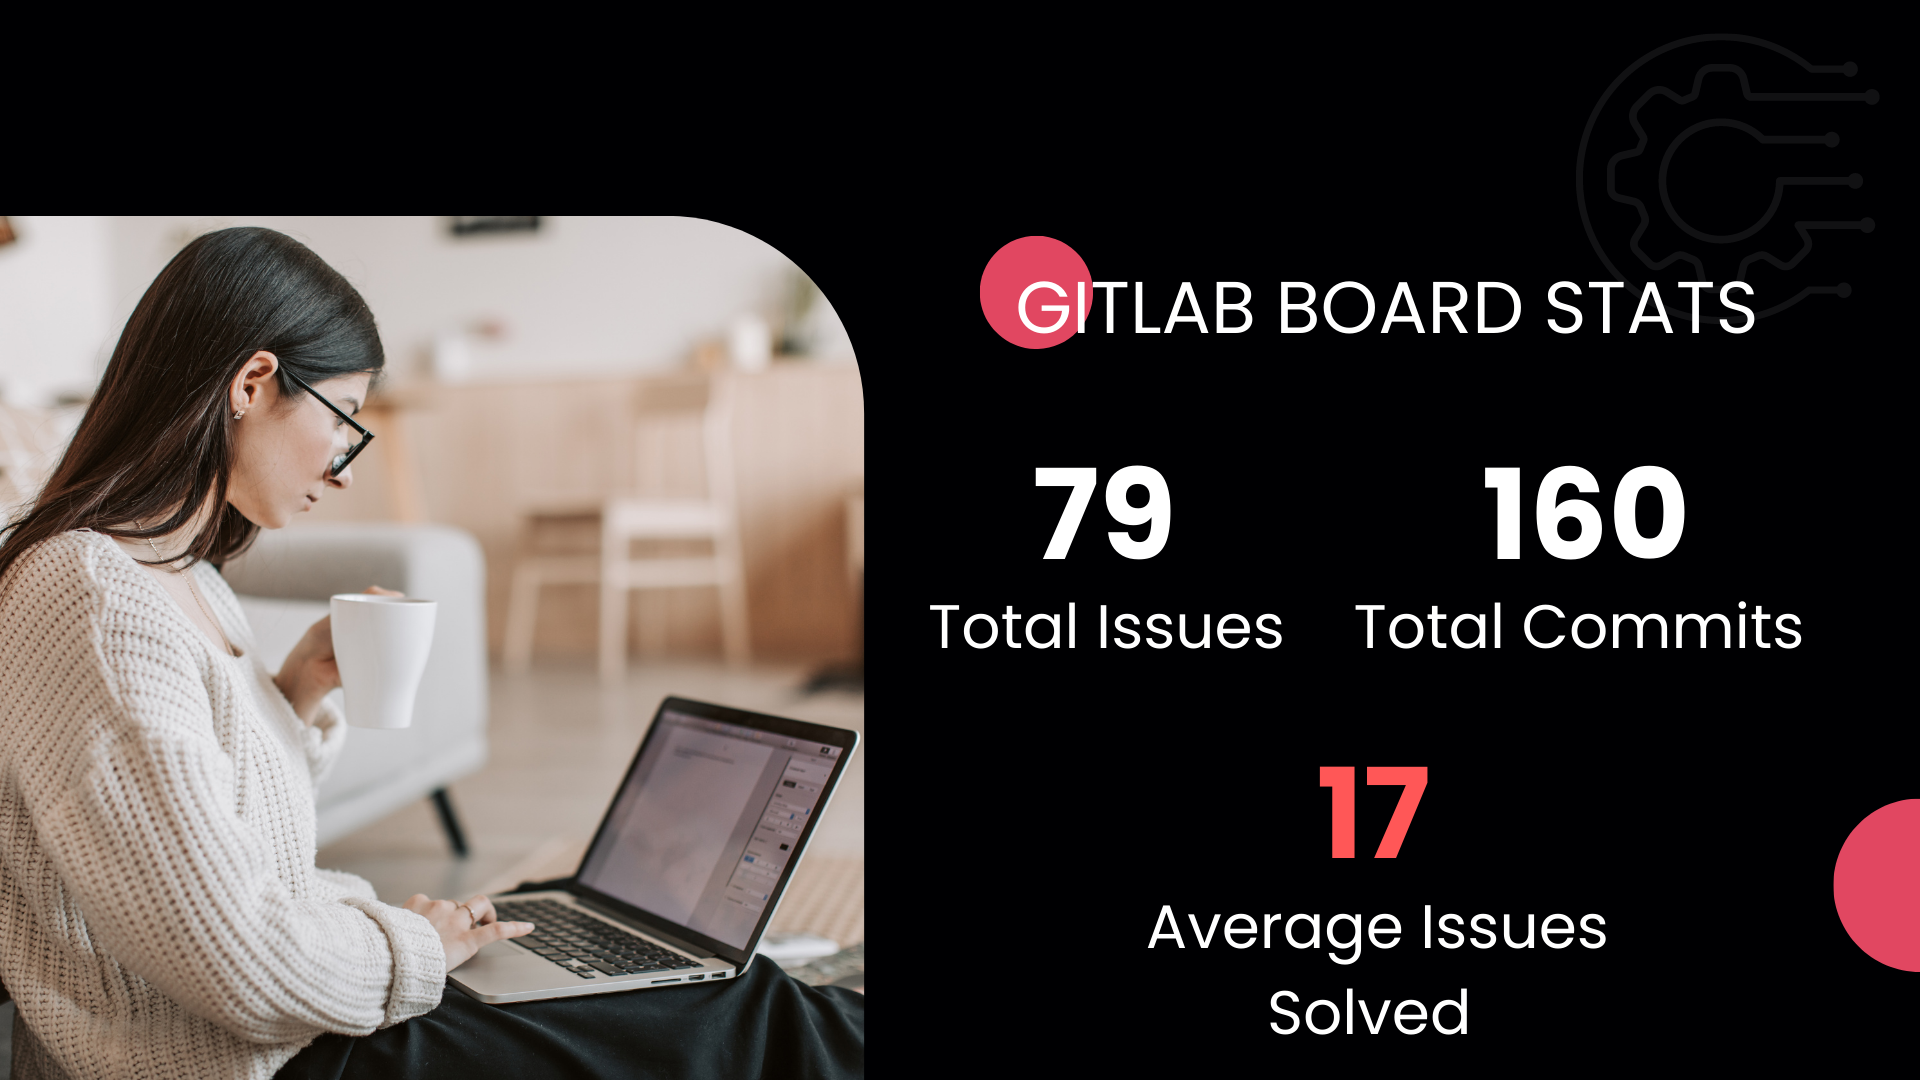 GITLAB BOARD STATS
79
Total Issues
160
Total Commits
17
Average Issues
Solved